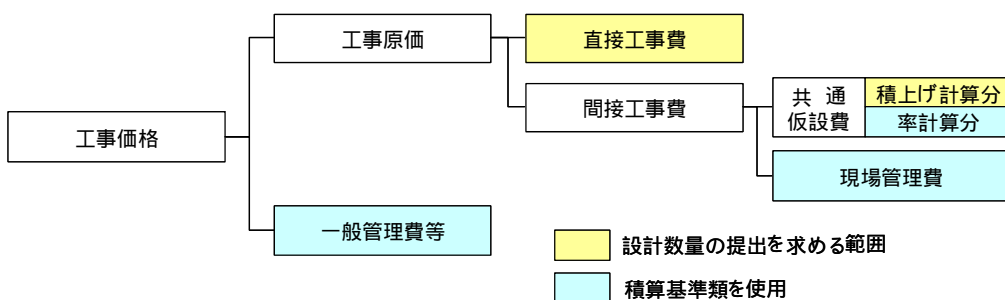 工事価格
工事原価
直接工事費
間接工事費
共 通
仮設費
積上げ計算分
率計算分
現場管理費
一般管理費等
設計数量の提出を求める範囲
積算基準類を使用